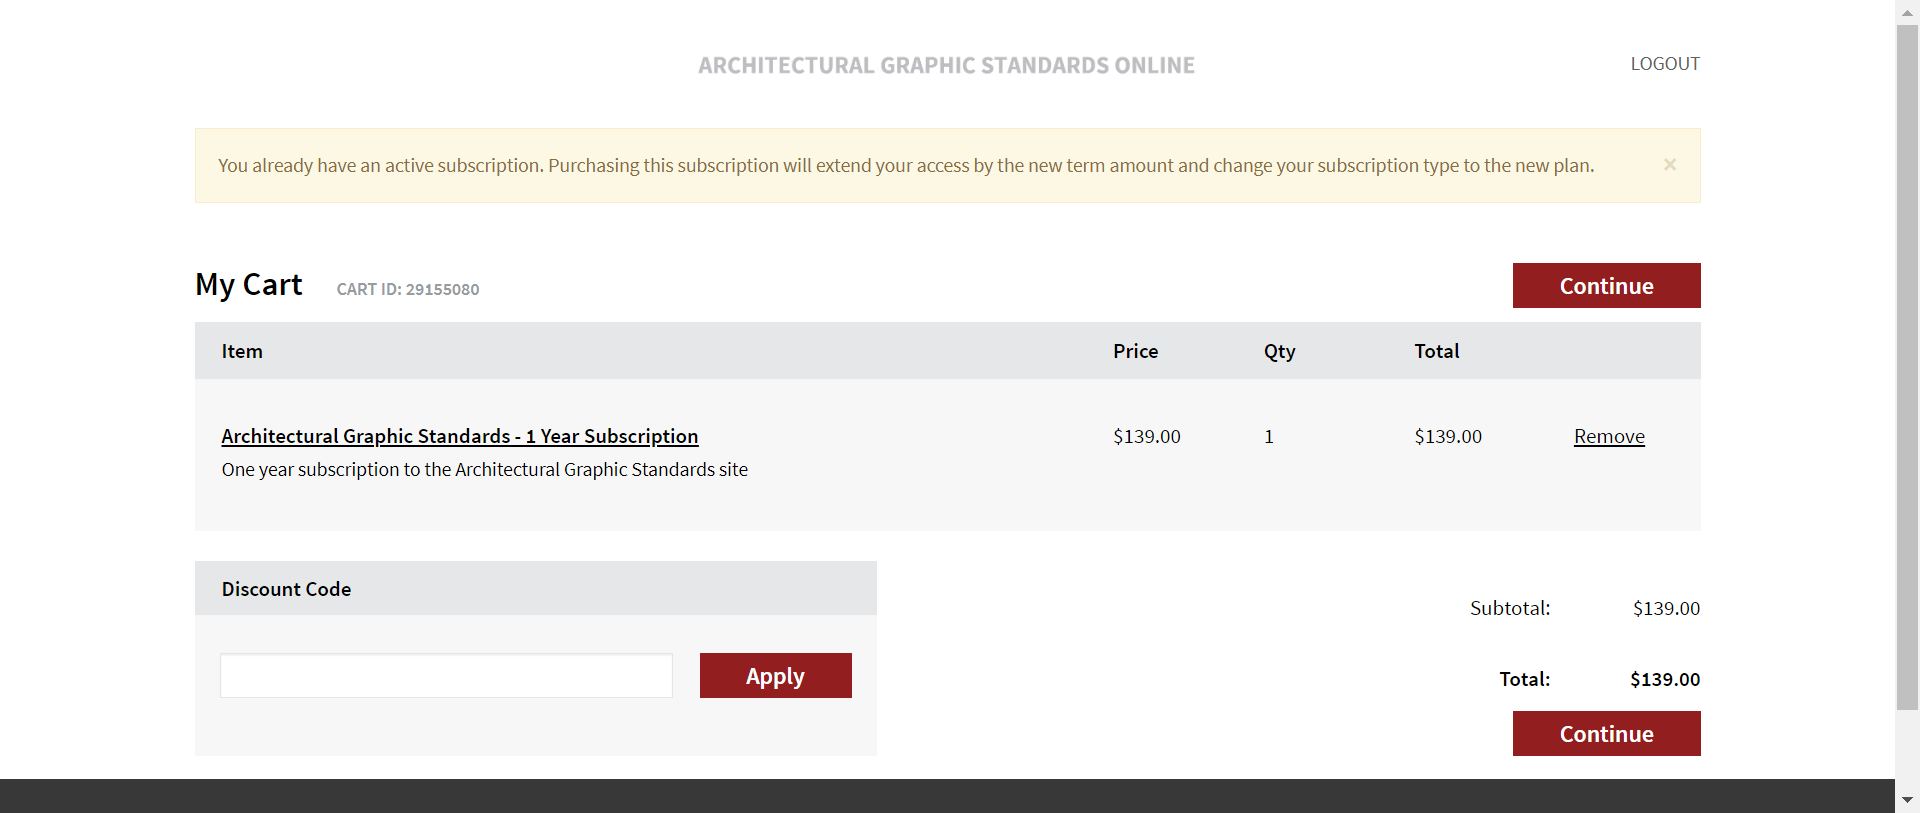 ARCHITECTURAL GRAPHIC STANDARDS ONLINE
LOGOUT
You already have an active subscription. Purchasing this subscription will extend your access by the new term amount and change your subscription type to the new plan. ×
My Cart CART ID: 29155080 Continue
Item Price Qty Total
Architectural Graphic Standards - 1 Year Subscription $139.00 1 $139.00 Remove
One year subscription to the Architectural Graphic Standards site
Discount Code
Apply
Subtotal: $139.00
Total: $139.00
Continue